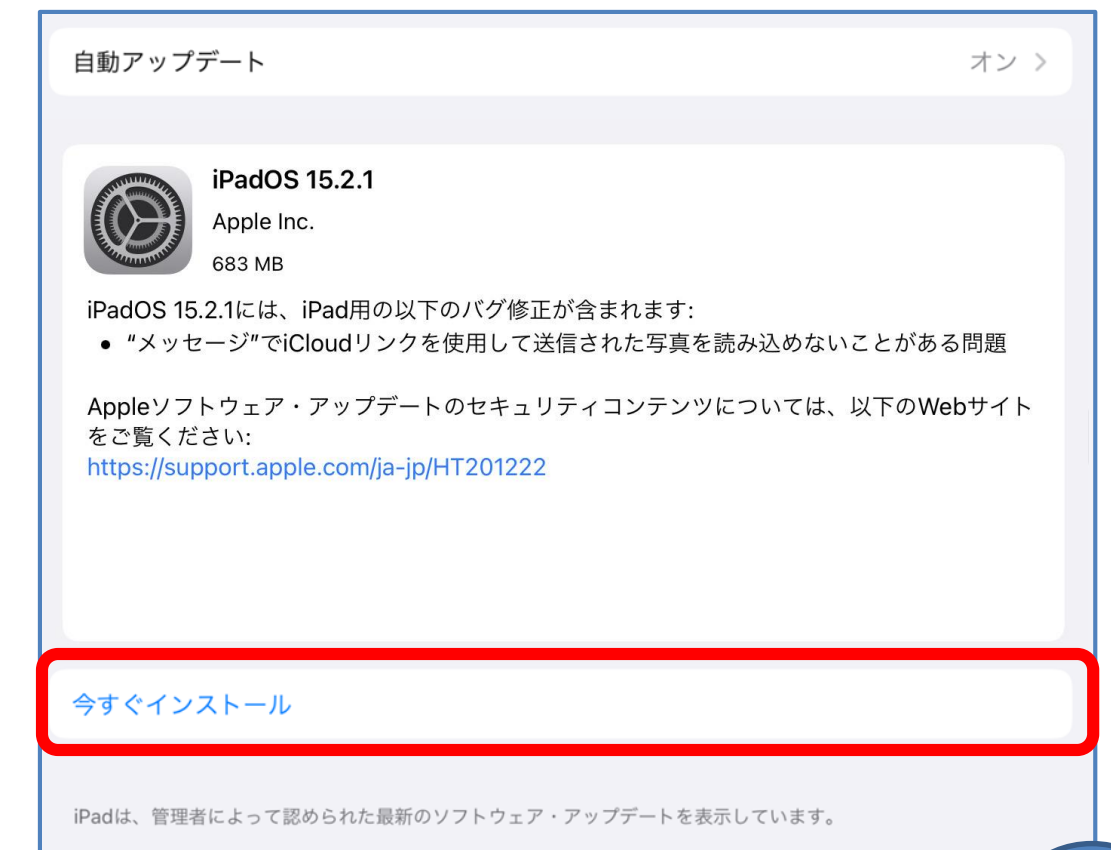 自動アップデート
オン
iPadOS 15.2.1
Apple Inc.
683 MB
iPadOS 15.2.1には、iPad用の以下のバグ修正が含まれます:
• “メッセージ”でiCloudリンクを使用して送信された写真を読み込めないことがある問題
Appleソフトウェア・アップデートのセキュリティコンテンツについては、以下のWebサイト
をご覧ください:
https://support.apple.com/ja-jp/HT201222
今すぐインストール
iPadは、管理者によって認められた最新のソフトウェア・アップデートを表示しています。